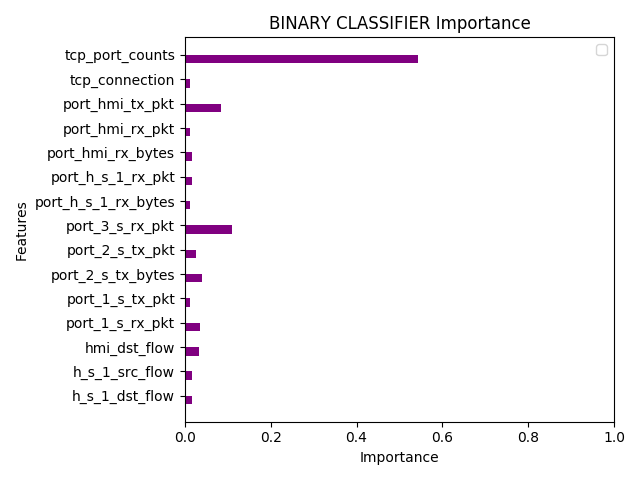 BINARY CLASSIFIER Importance
tcp_port_counts
tcp_connection
port_hmi_tx_pkt
port_hmi_rx_pkt
port_hmi_rx_bytes
port_h_s_1_rx_pkt
port_h_s_1_rx_bytes
port_3_s_rx_pkt
port_2_s_tx_pkt
port_2_s_tx_bytes
port_1_s_tx_pkt
port_1_s_rx_pkt
hmi_dst_flow
h_s_1_src_flow
h_s_1_dst_flow
Features
0.0 0.2 0.4 0.6 0.8 1.0
Importance